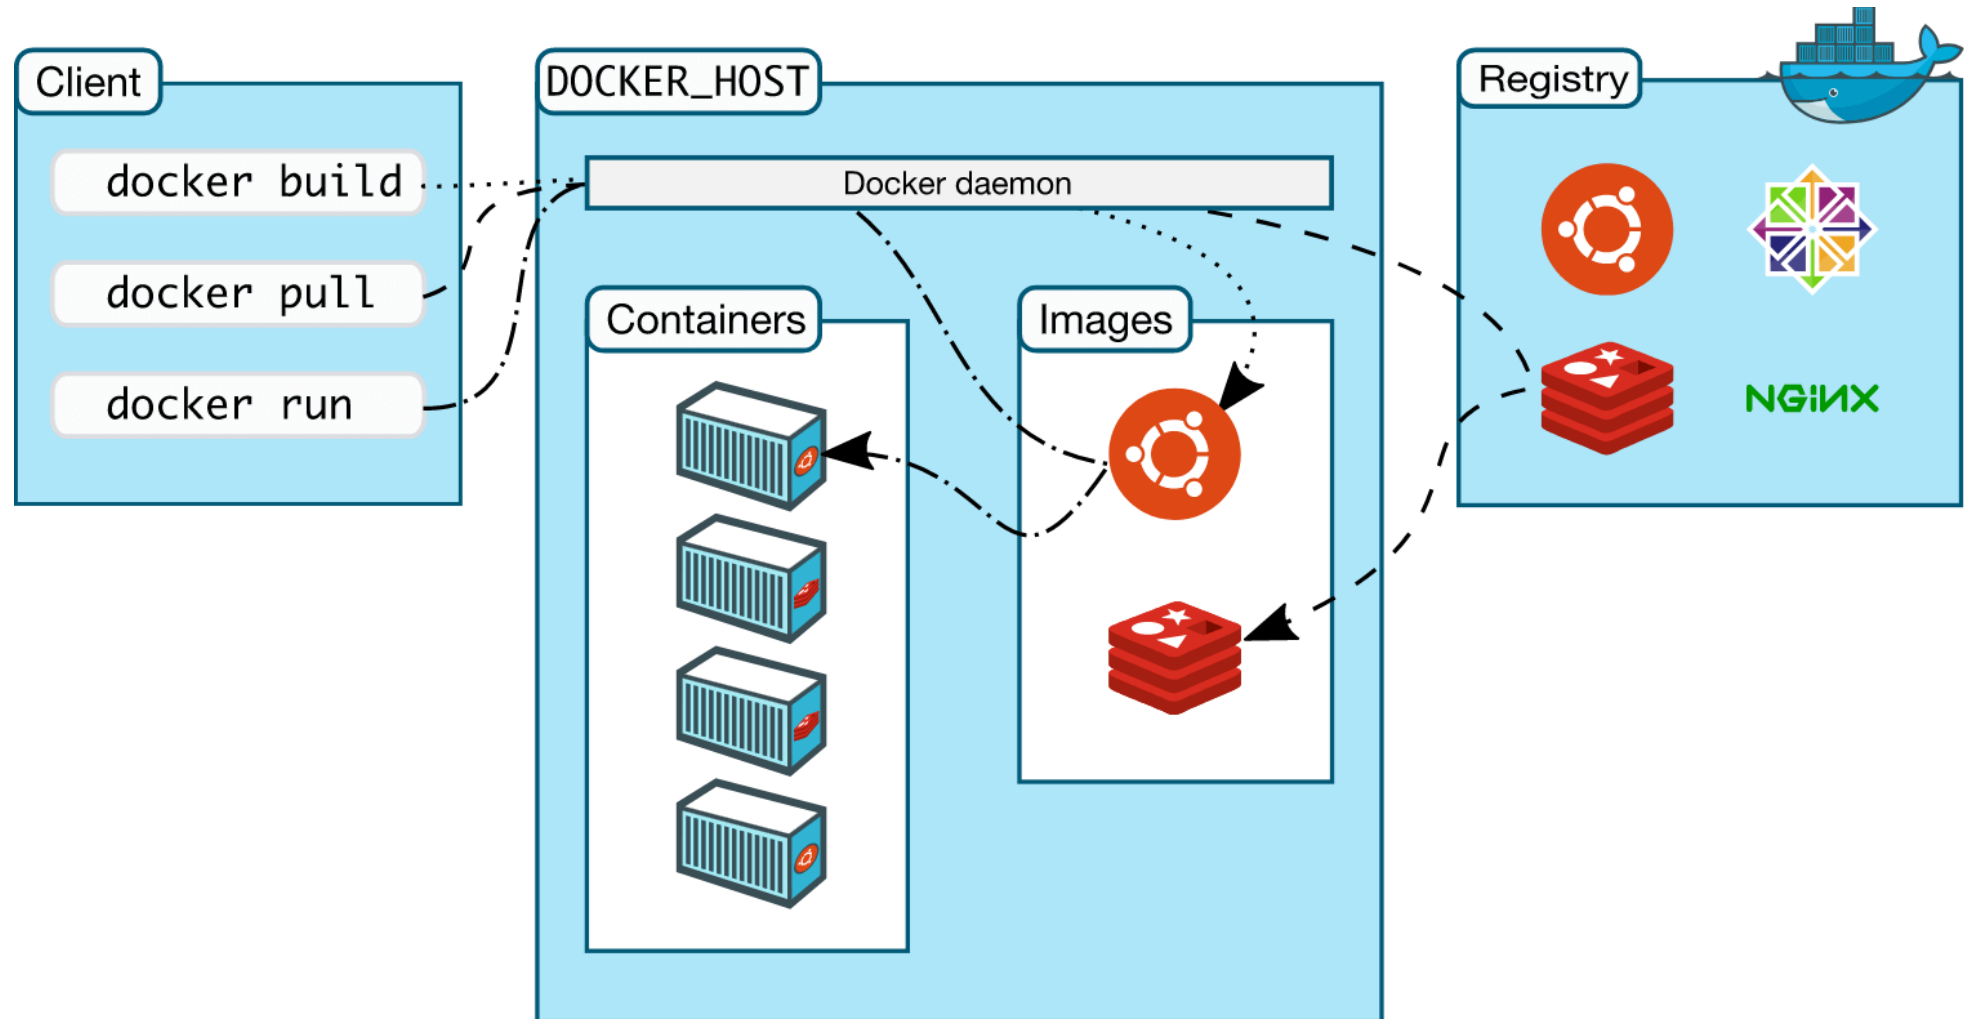 Client
docker build
docker pull
docker run
DOCKER_HOST
Docker daemon
Containers
Images
Registry
NGiNX